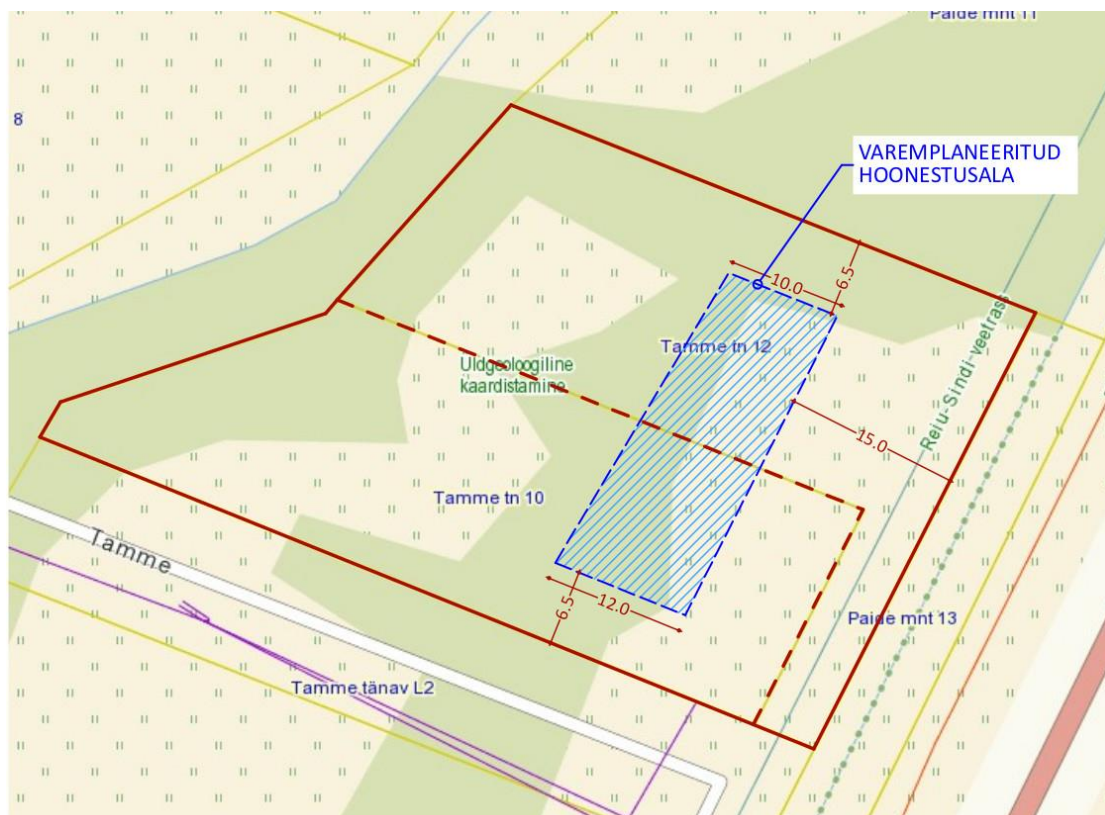 Paide mnt 11
8
VAREMPLANEERITUD
HOONESTUSALA
6.5
10.0
Tamme tn 12
Üldgeoloogiline
kaardistamine
Reiu-Sindi-veetrass
15.0
Tamme tn 10
Tamme
6.5
12.0
Paide mnt 13
Tamme tänav L2